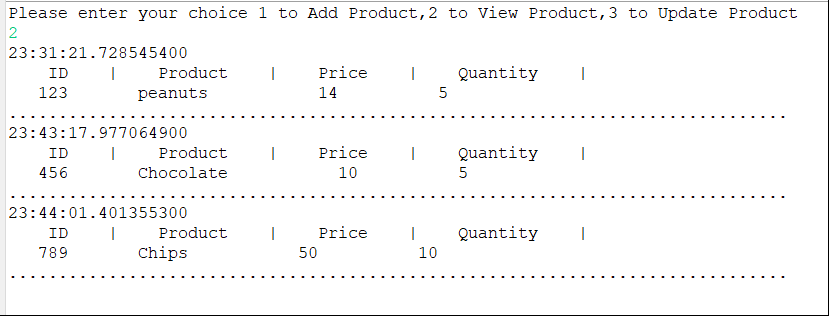 Please enter your choice 1 to Add Product,2 to View Product,3 to Update Product
2
23:31:21.728545400
ID | Product | Price | Quantity |
123 peanuts 14 5
..............................................................................
23:43:17.977064900
ID | Product | Price | Quantity |
456 Chocolate 10 5
..............................................................................
23:44:01.401355300
ID | Product | Price | Quantity |
789 Chips 50 10
..............................................................................